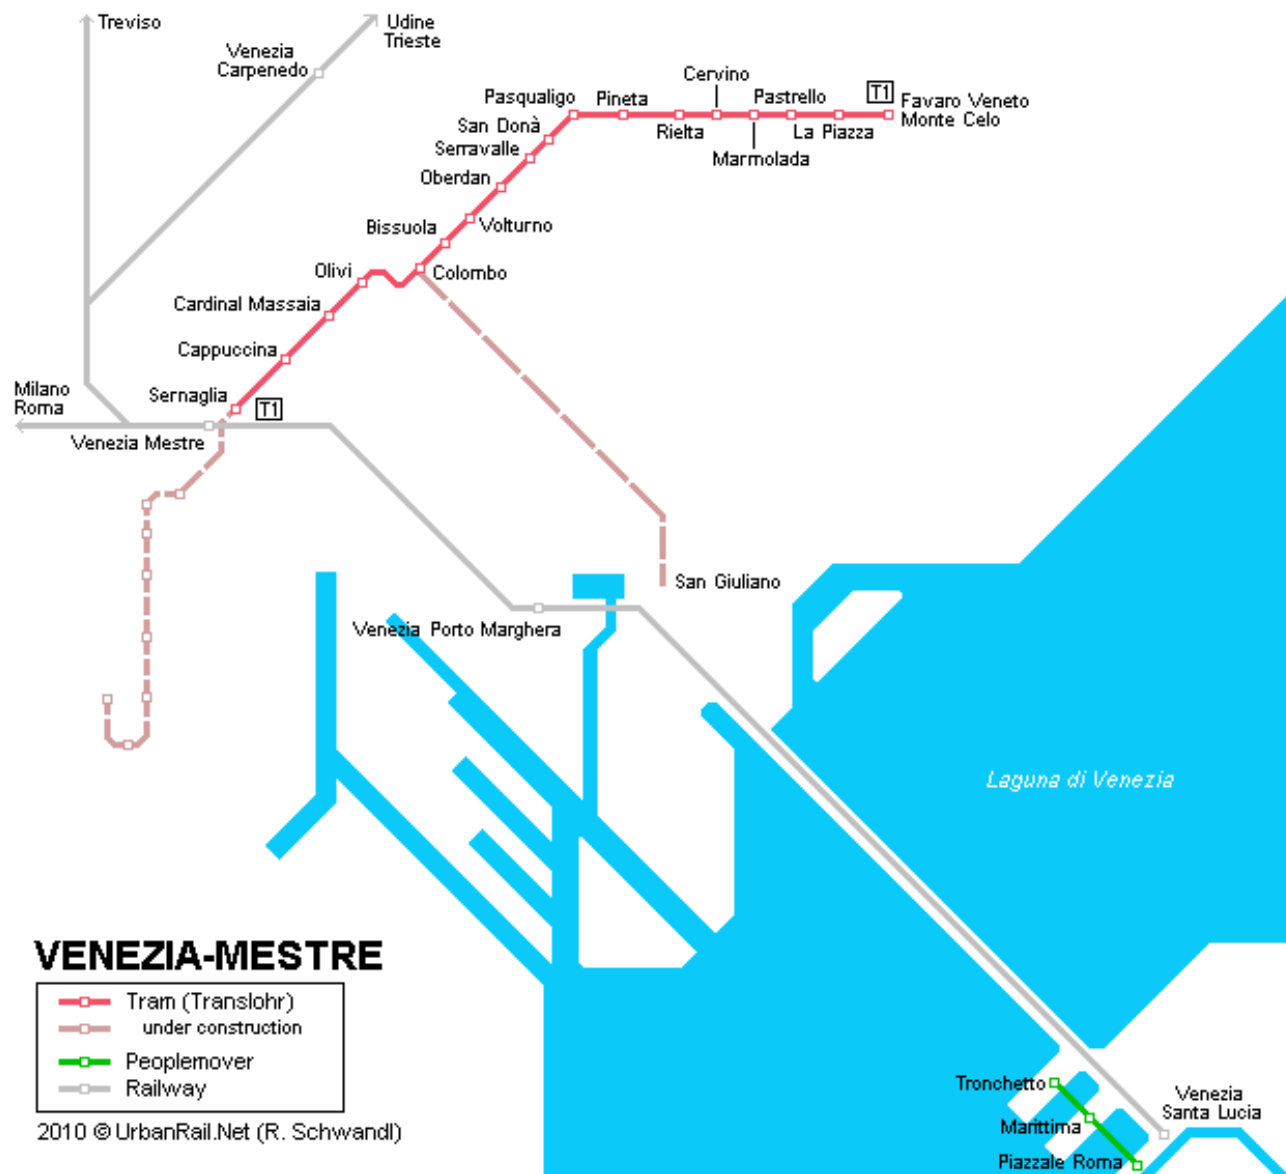 Treviso
Udine
Trieste
Venezia
Carpenedo
Cervino
Pasqualigo
Pineta
Pastrello
T1
Favaro Veneto
Monte Celo
San Donà
Rielta
La Piazza
Serravalle
Marmolada
Oberdan
Bissuola
Volturno
Olivi
Colombo
Cardinal Massaia
Cappuccina
Milano
Roma
Sernaglia
T1
Venezia Mestre
San Giuliano
Venezia Porto Marghera
Laguna di Venezia
VENEZIA-MESTRE
Tram (Translohr)
under construction
Peoplemover
Railway
2010 © UrbanRail.Net (R. Schwandl)
Tronchetto
Venezia
Santa Lucia
Marittima
Piazzale Roma